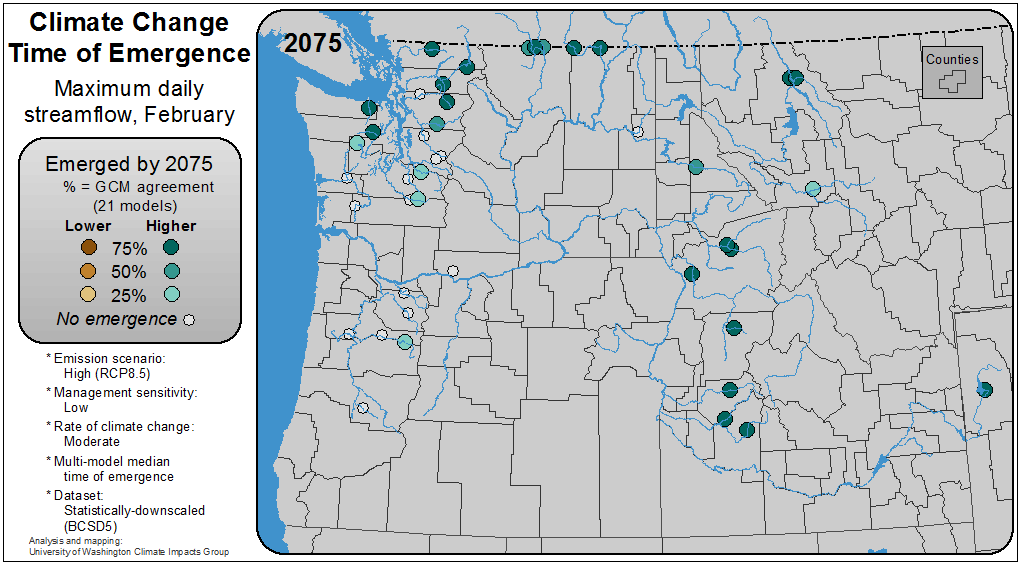 Climate Change
Time of Emergence
Maximum daily
streamflow, February
Emerged by 2075
% = GCM agreement
(21 models)
Lower Higher
75%
50%
25%
No emergence
* Emission scenario:
High (RCP8.5)
* Management sensitivity:
Low
* Rate of climate change:
Moderate
* Multi-model median
time of emergence
* Dataset:
Statistically-downscaled
(BCSD5)
Analysis and mapping:
University of Washington Climate Impacts Group
2075
Counties